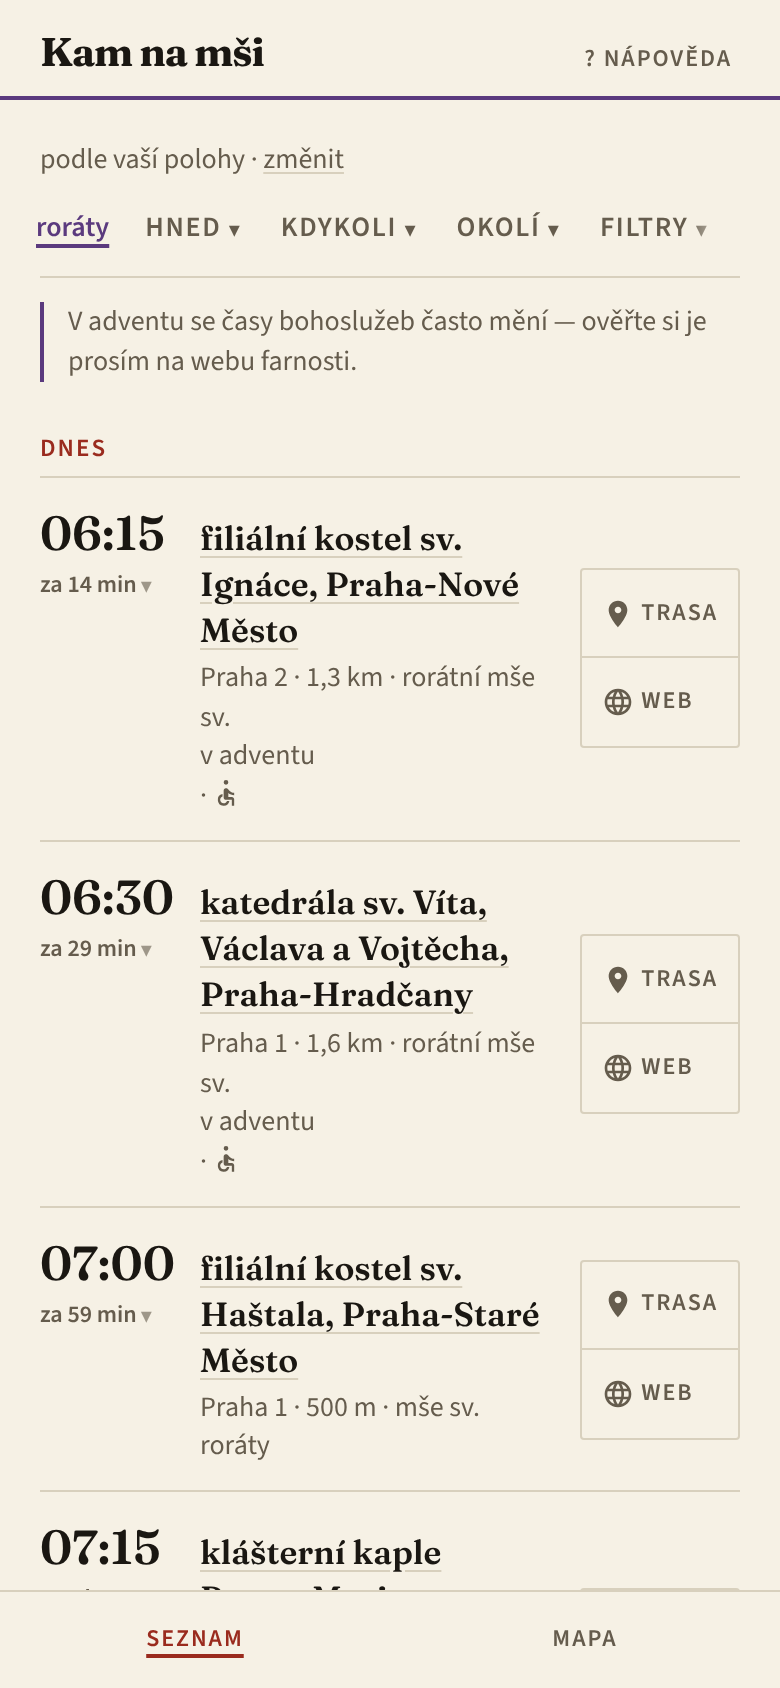 Kam na mši
? NÁPOVĚDA
podle vaší polohy · změnit
roráty HNED ▾ KDYKOLI ▾ OKOLÍ ▾ FILTRY ▾
V adventu se časy bohoslužeb často mění — ověřte si je
prosím na webu farnosti.
DNES
06:15
za 14 min ▾
filiální kostel sv.
Ignáce, Praha-Nové
Město
Praha 2 · 1,3 km · rorátní mše
sv.
v adventu
·
TRASA
WEB
06:30
za 29 min ▾
katedrála sv. Víta,
Václava a Vojtěcha,
Praha-Hradčany
Praha 1 · 1,6 km · rorátní mše
sv.
v adventu
·
TRASA
WEB
07:00
za 59 min ▾
filiální kostel sv.
Haštala, Praha-Staré
Město
Praha 1 · 500 m · mše sv.
roráty
TRASA
WEB
07:15
klášterní kaple
SEZNAM
MAPA